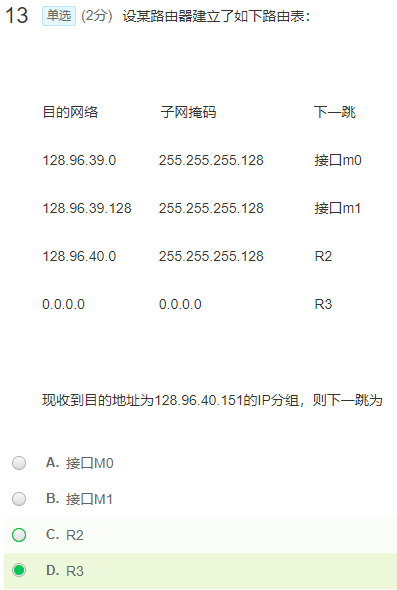 13 单选 (2分) 设某路由器建立了如下路由表：
目的网络 子网掩码 下一跳
128.96.39.0 255.255.255.128 接口m0
128.96.39.128 255.255.255.128 接口m1
128.96.40.0 255.255.255.128 R2
0.0.0.0 0.0.0.0 R3
现收到目的地址为128.96.40.151的IP分组，则下一跳为
A. 接口M0
B. 接口M1
C. R2
D. R3